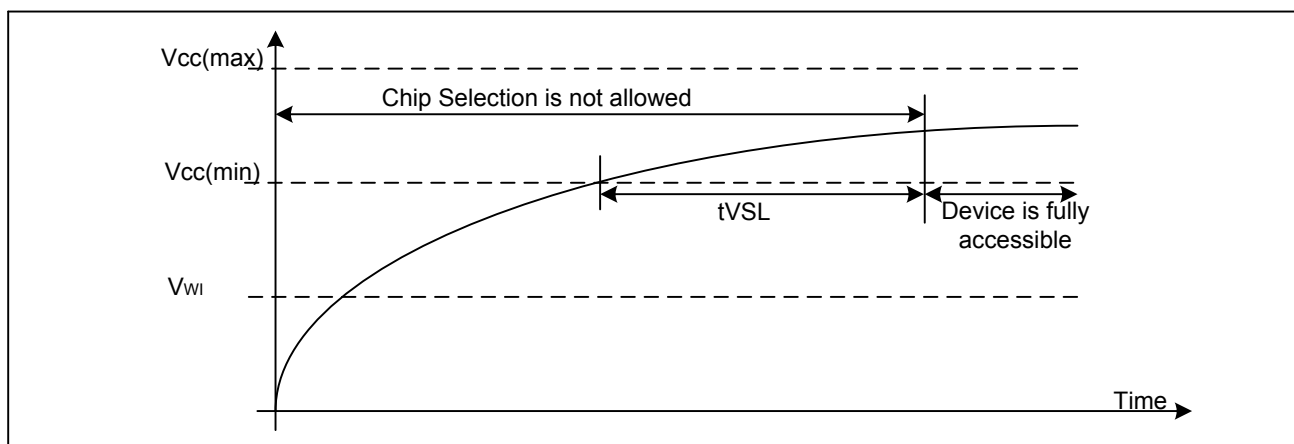 Vcc(max)
Chip Selection is not allowed
Vcc(min)
tVSL
Device is fully
accessible
VWI
Time